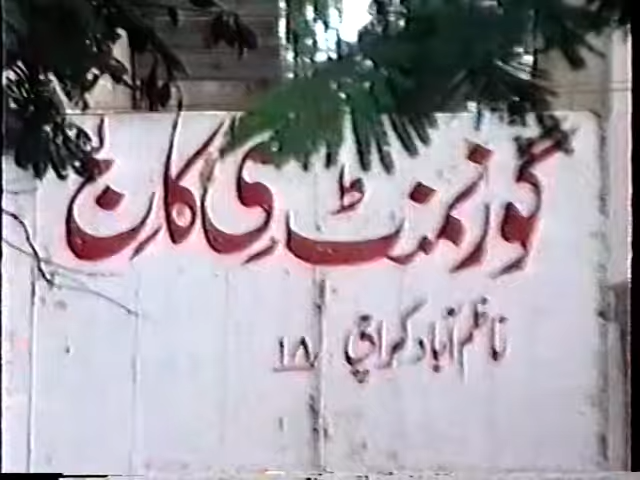 گورنمنٹ ڈی کالج
ناظم آباد کراچی ۱۸